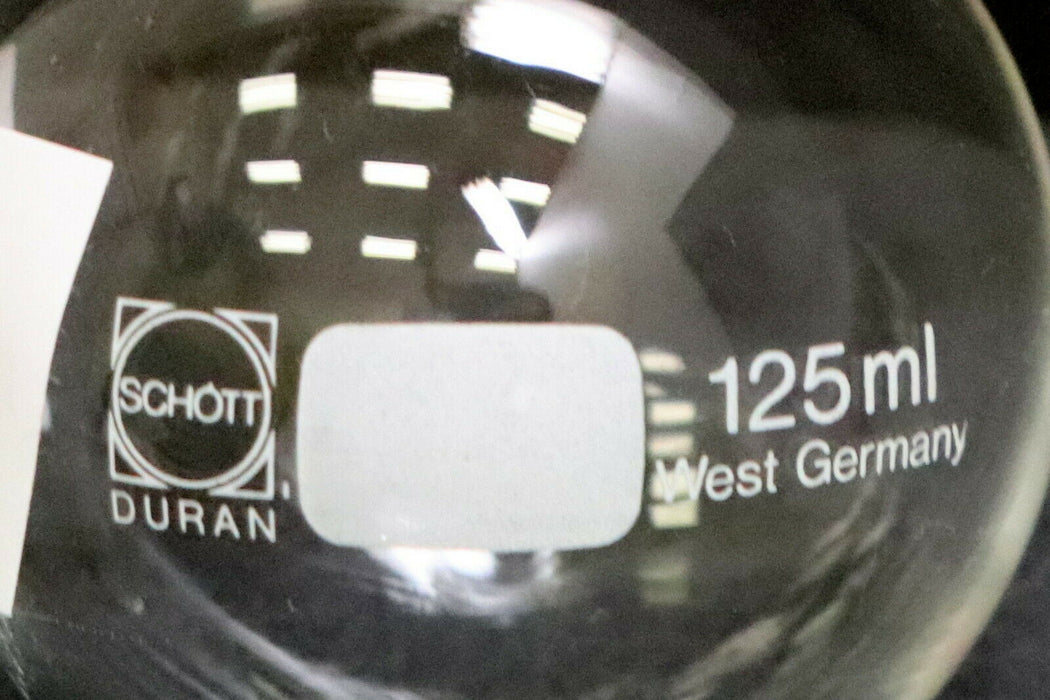 SCHOTT
DURAN
125 ml
West Germany